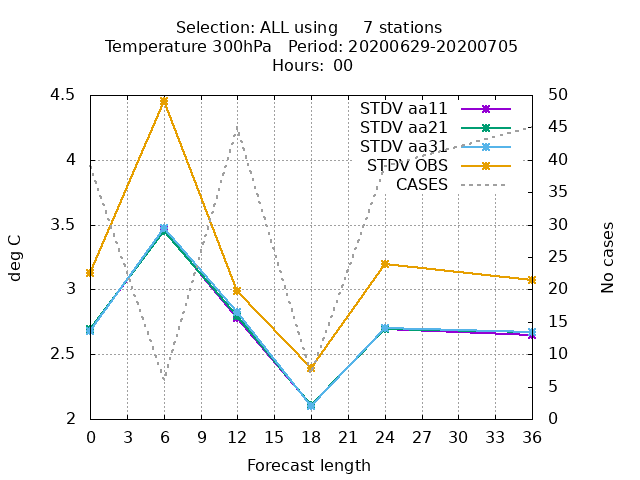 Selection: ALL using     7 stations
Temperature 300hPa   Period: 20200629-20200705
Hours:  00
STDV aa11
STDV aa21
STDV aa31
STDV OBS
CASES
4.5
4
3.5
3
2.5
2
50
45
40
35
30
25
20
15
10
5
0
deg C
No cases
0 3 6 9 12 15 18 21 24 27 30 33 36
Forecast length